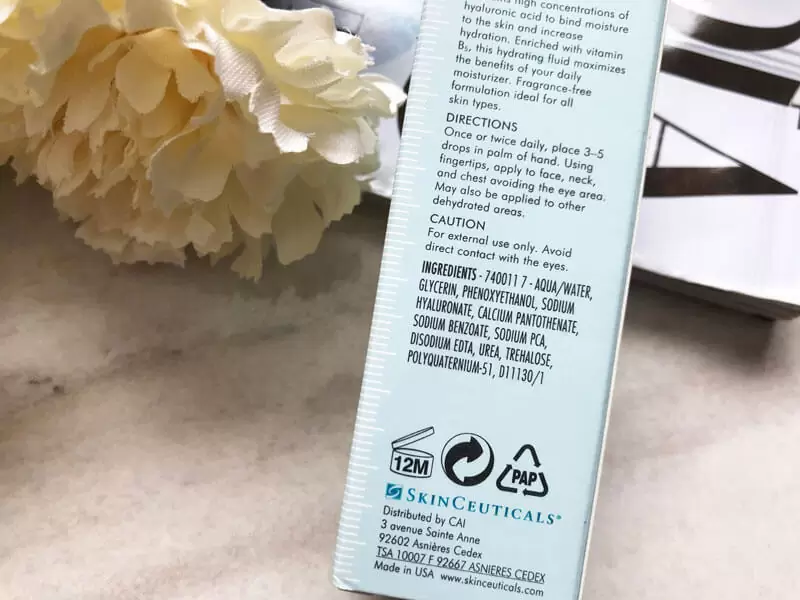 high concentrations of
hyaluronic acid to bind moisture
to the skin and increase
hydration. Enriched with vitamin
B₅, this hydrating fluid maximizes
the benefits of your daily
moisturizer. Fragrance-free
formulation ideal for all
skin types.
DIRECTIONS
Once or twice daily, place 3–5
drops in palm of hand. Using
fingertips, apply to face, neck,
and chest avoiding the eye area.
May also be applied to other
dehydrated areas.
CAUTION
For external use only. Avoid
direct contact with the eyes.
INGREDIENTS - 740011 7 - AQUA/WATER,
GLYCERIN, PHENOXYETHANOL, SODIUM
HYALURONATE, CALCIUM PANTOTHENATE,
SODIUM BENZOATE, SODIUM PCA,
DISODIUM EDTA, UREA, TREHALOSE,
POLYQUATERNIUM-51, D11130/1
12M
PAP
SKINCEUTICALS®
Distributed by CAI
3 avenue Sainte Anne
92602 Asnières Cedex
TSA 10007 F 92667 ASNIERES CEDEX
Made in USA www.skinceuticals.com